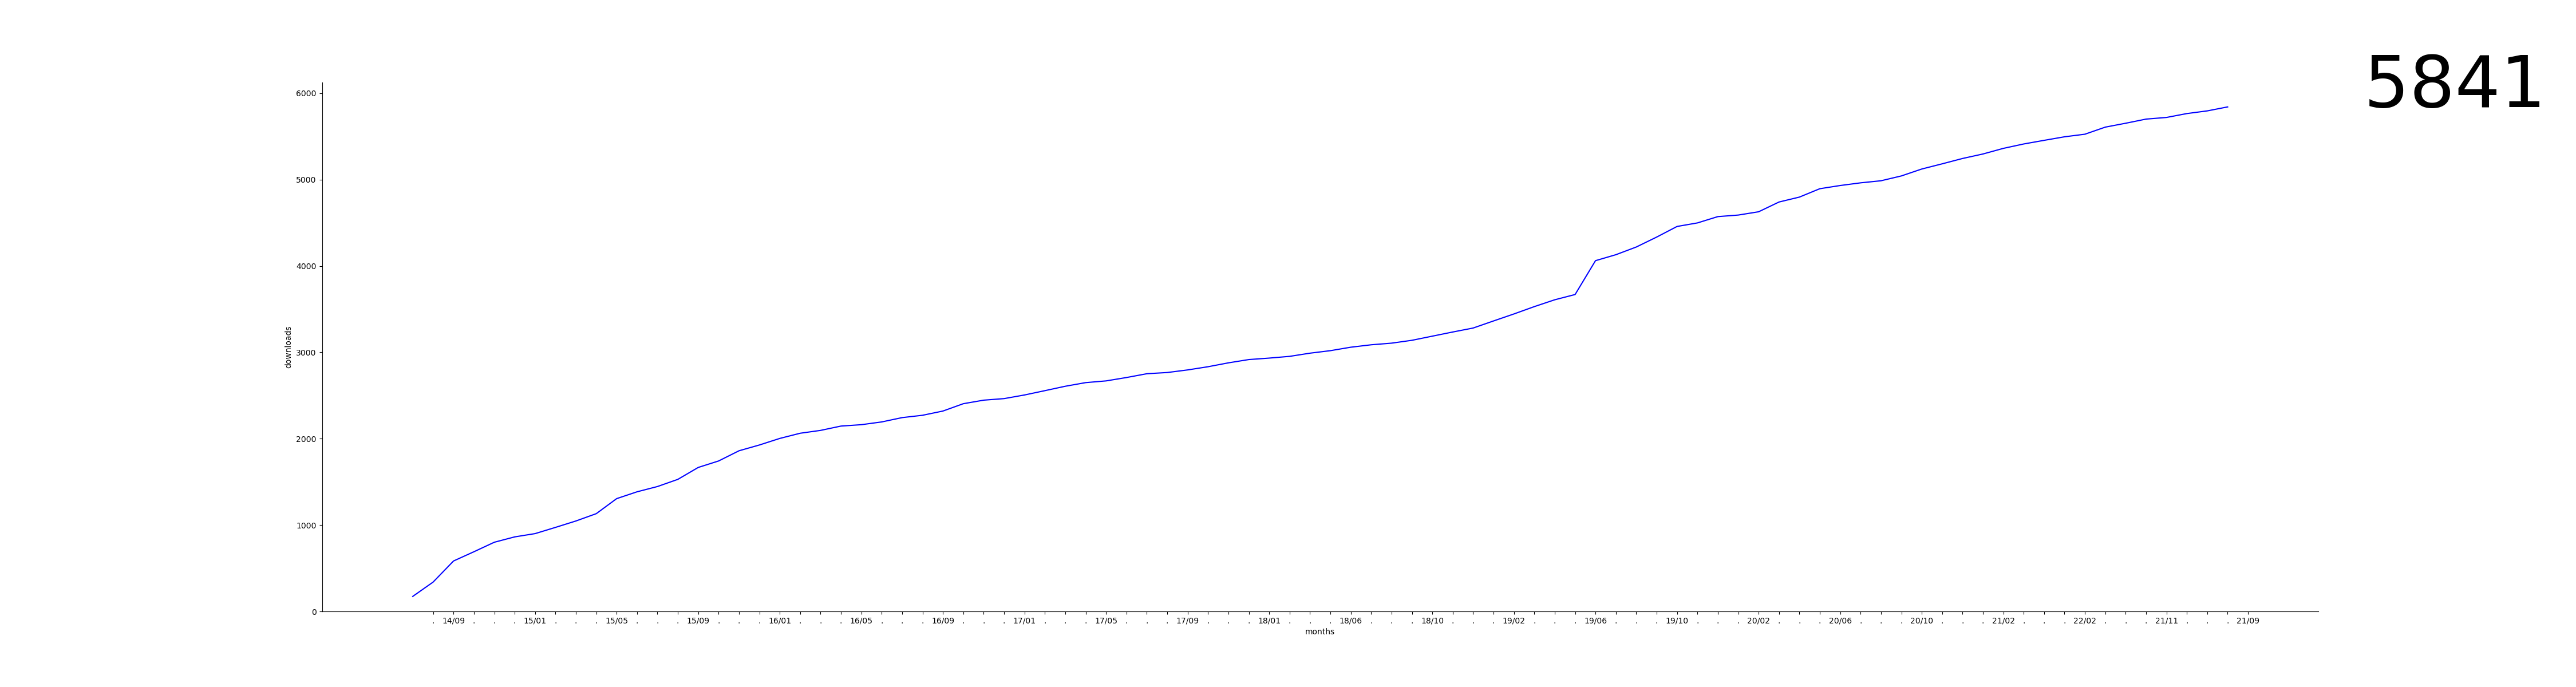 5841
6000
5000
4000
3000
2000
1000
0
downloads
. 14/09 . . . 15/01 . . . 15/05 . . . 15/09 . . . 16/01 . . . 16/05 . . . 16/09 . . . 17/01 . . . 17/05 . . . 17/09 . . . 18/01 . . . 18/06 . . . 18/10 . . . 19/02 . . . 19/06 . . . 19/10 . . . 20/02 . . . 20/06 . . . 20/10 . . . 21/02 . . . 22/02 . . . 21/11 . . . 21/09
months